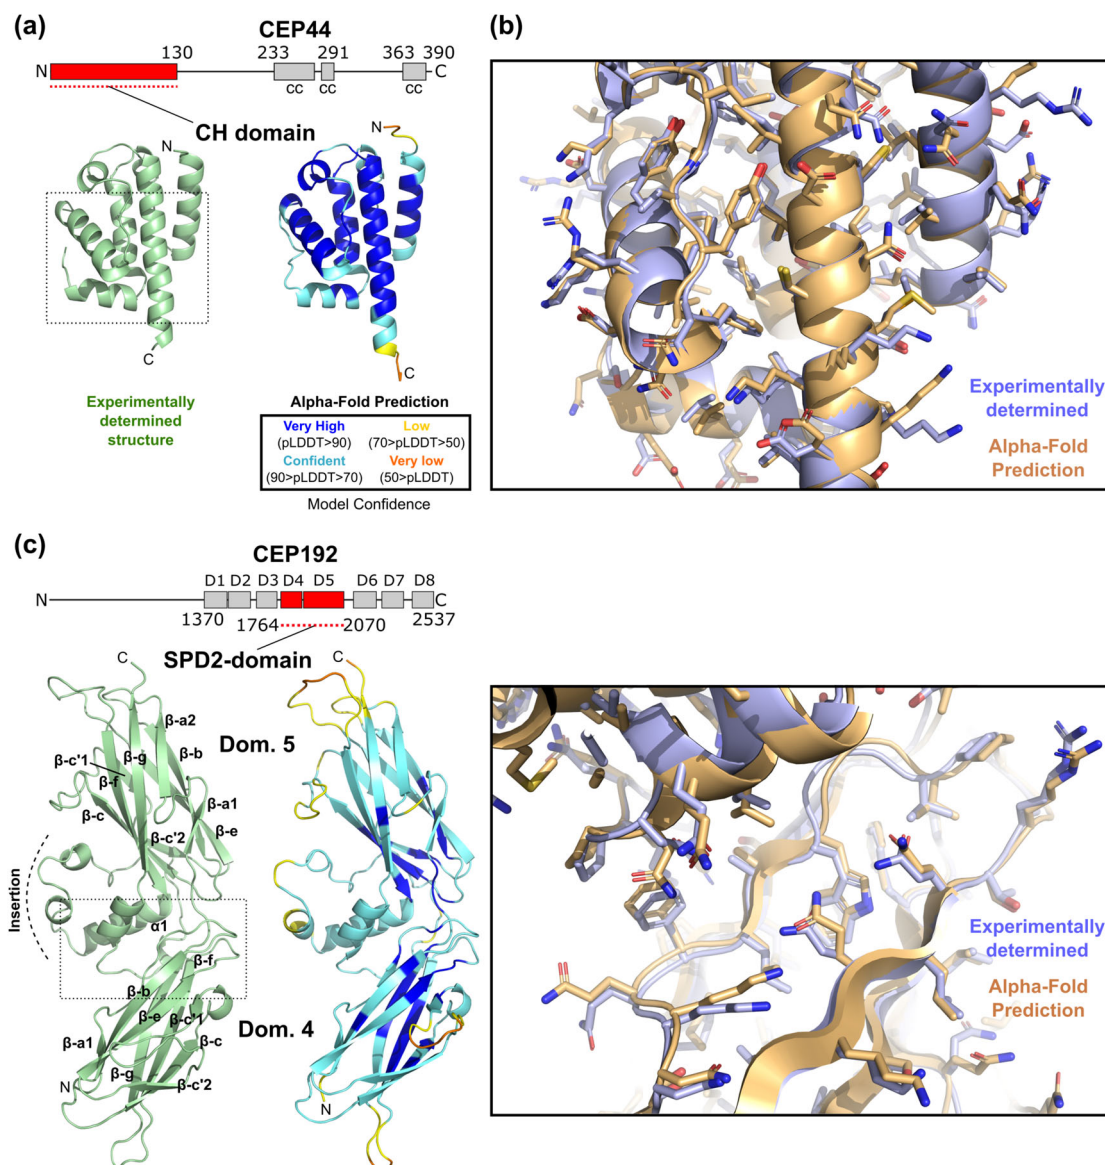 (a)
CEP44
130 233 291 363 390
N C
cc cc cc
CH domain
N
N
C
C
Experimentally
determined
structure
Alpha-Fold Prediction
Very High Low
(pLDDT>90) (70>pLDDT>50)
Confident Very low
(90>pLDDT>70) (50>pLDDT)
Model Confidence
(b)
Experimentally
determined
Alpha-Fold
Prediction
(c)
CEP192
D1 D2 D3 D4 D5 D6 D7 D8
N C
1370 1764 2070 2537
SPD2-domain
C
C
β-a2
Dom. 5
β-b
β-g
β-c'1
β-f
β-c
β-a1
β-e
β-c'2
Insertion
α1
β-f
β-b
β-e
β-c'1
Dom. 4
β-a1
β-c
β-g
β-c'2
N
N
Experimentally
determined
Alpha-Fold
Prediction